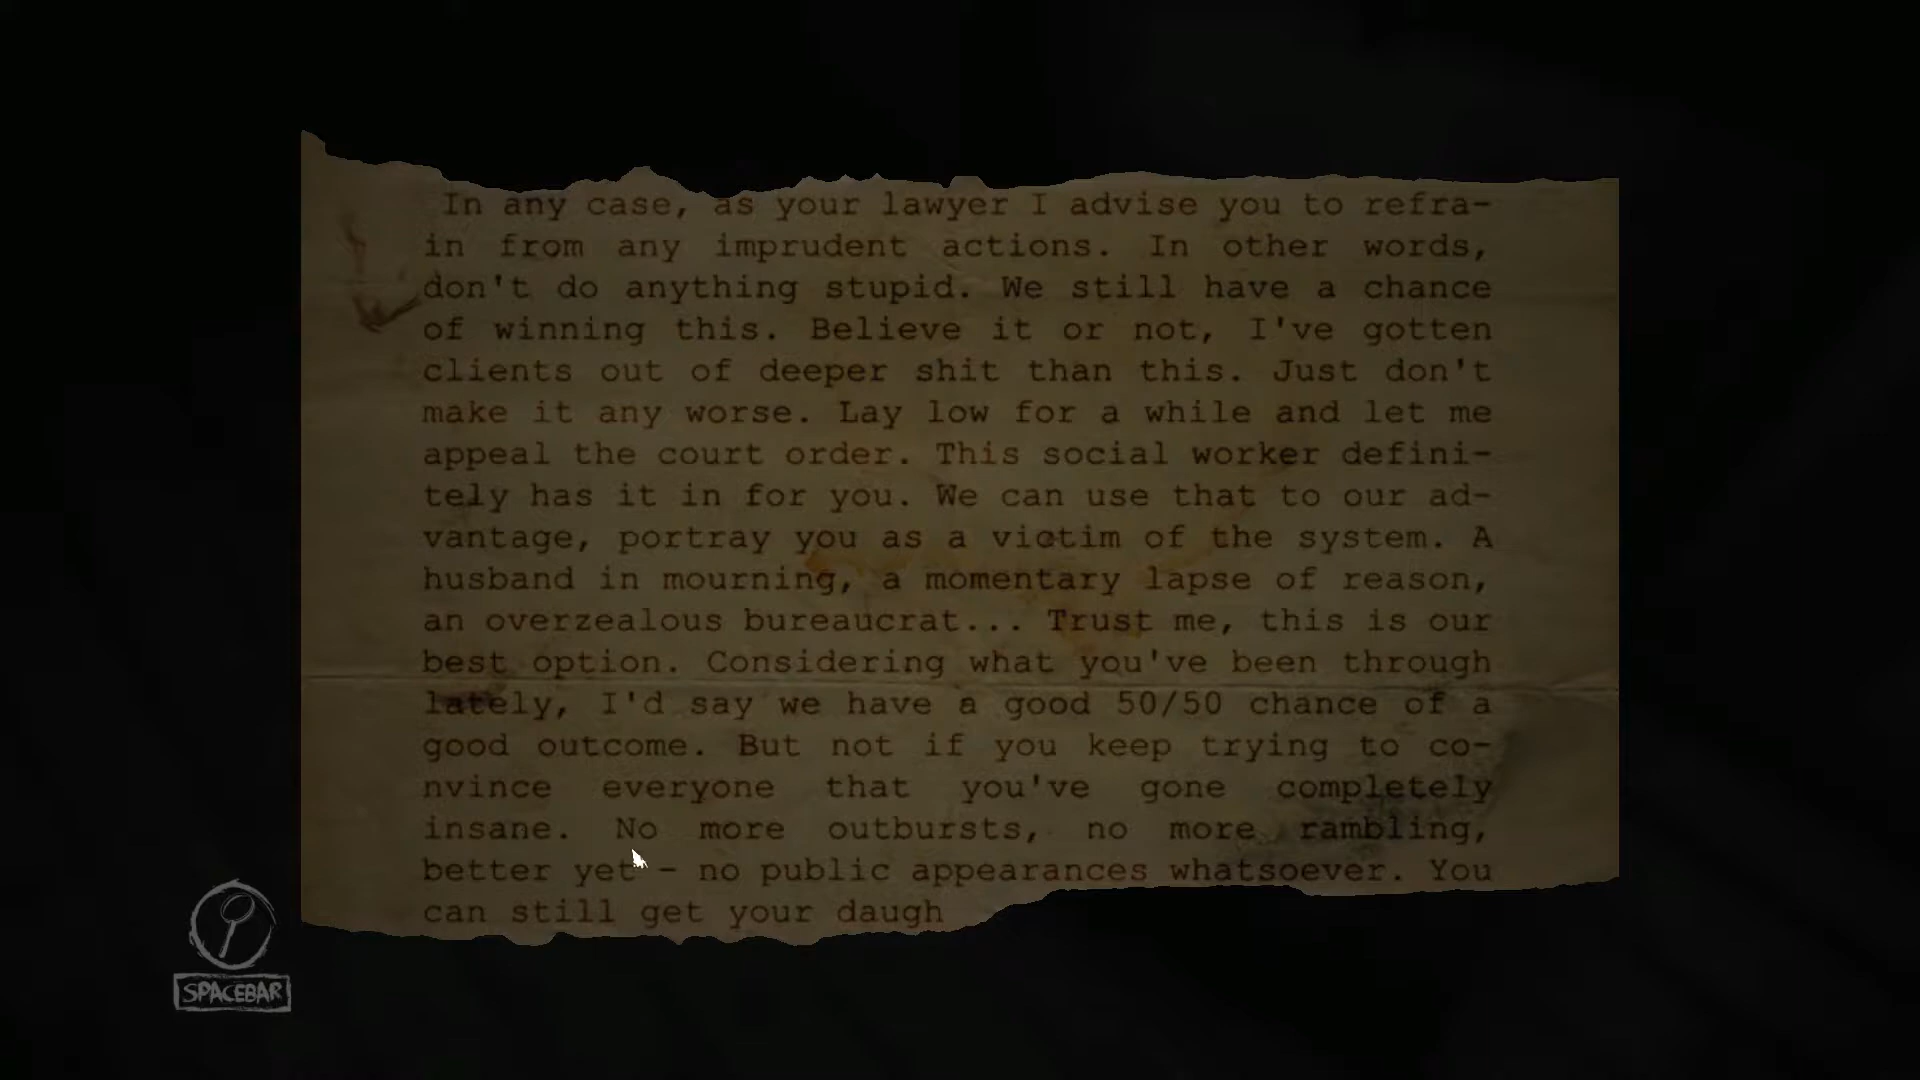 In any case, as your lawyer I advise you to refra-
in from any imprudent actions. In other words,
don't do anything stupid. We still have a chance
of winning this. Believe it or not, I've gotten
clients out of deeper shit than this. Just don't
make it any worse. Lay low for a while and let me
appeal the court order. This social worker defini-
tely has it in for you. We can use that to our ad-
vantage, portray you as a victim of the system. A
husband in mourning, a momentary lapse of reason,
an overzealous bureaucrat... Trust me, this is our
best option. Considering what you've been through
lately, I'd say we have a good 50/50 chance of a
good outcome. But not if you keep trying to co-
nvince everyone that you've gone completely
insane. No more outbursts, no more rambling,
better yet - no public appearances whatsoever. You
can still get your daugh
SPACEBAR